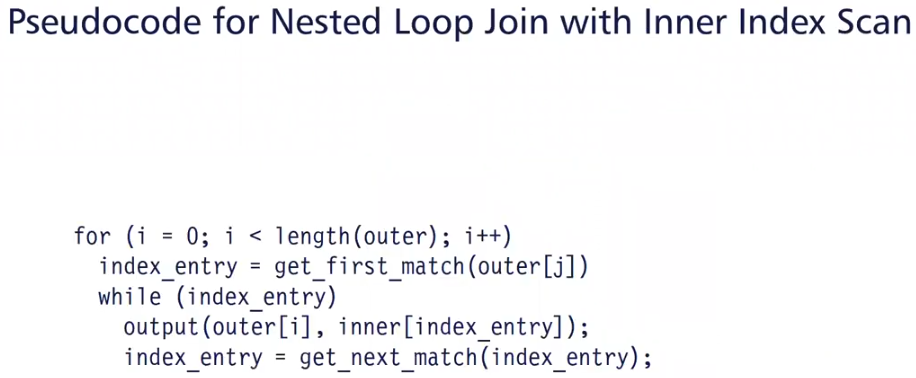 Pseudocode for Nested Loop Join with Inner Index Scan
for (i = 0; i < length(outer); i++)
index_entry = get_first_match(outer[j])
while (index_entry)
output(outer[i], inner[index_entry]);
index_entry = get_next_match(index_entry);